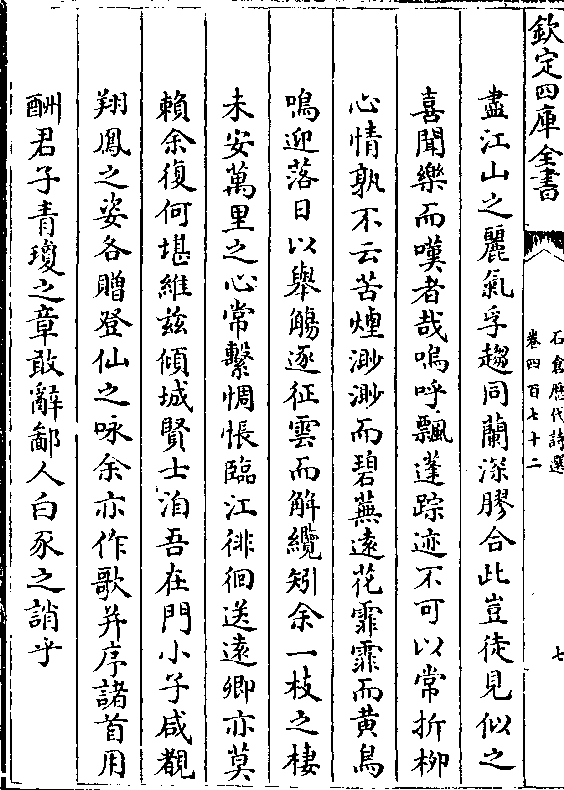 欽定四庫全書
石倉歷代詩選
卷四百七十二
七
盡江山之麗氣孚趨同蘭深膠合此豈徒見似之
喜聞樂而嘆者哉嗚呼飄蓬踪迹不可以常折柳
心情孰不云苦煙渺渺而碧蕪遠花霏霏而黃鳥
鳴迎落日以舉觴逐征雲而解纜矧余一枝之棲
未安萬里之心常繫惆悵臨江徘徊送遠卿亦莫
賴余復何堪維茲傾城賢士洎吾在門小子咸覩
翔鳳之姿各贈登仙之咏余亦作歌并序諸首用
酬君子青瓊之章敢辭鄙人白豕之誚乎